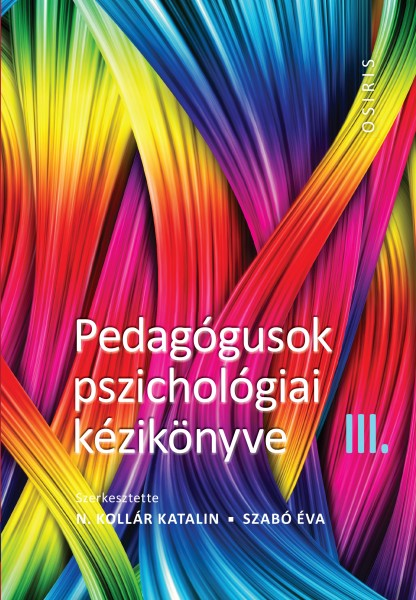 OSIRIS
Pedagógusok
pszichológiai
kézikönyve III.
Szerkesztette
N. KOLLÁR KATALIN ▪ SZABÓ ÉVA